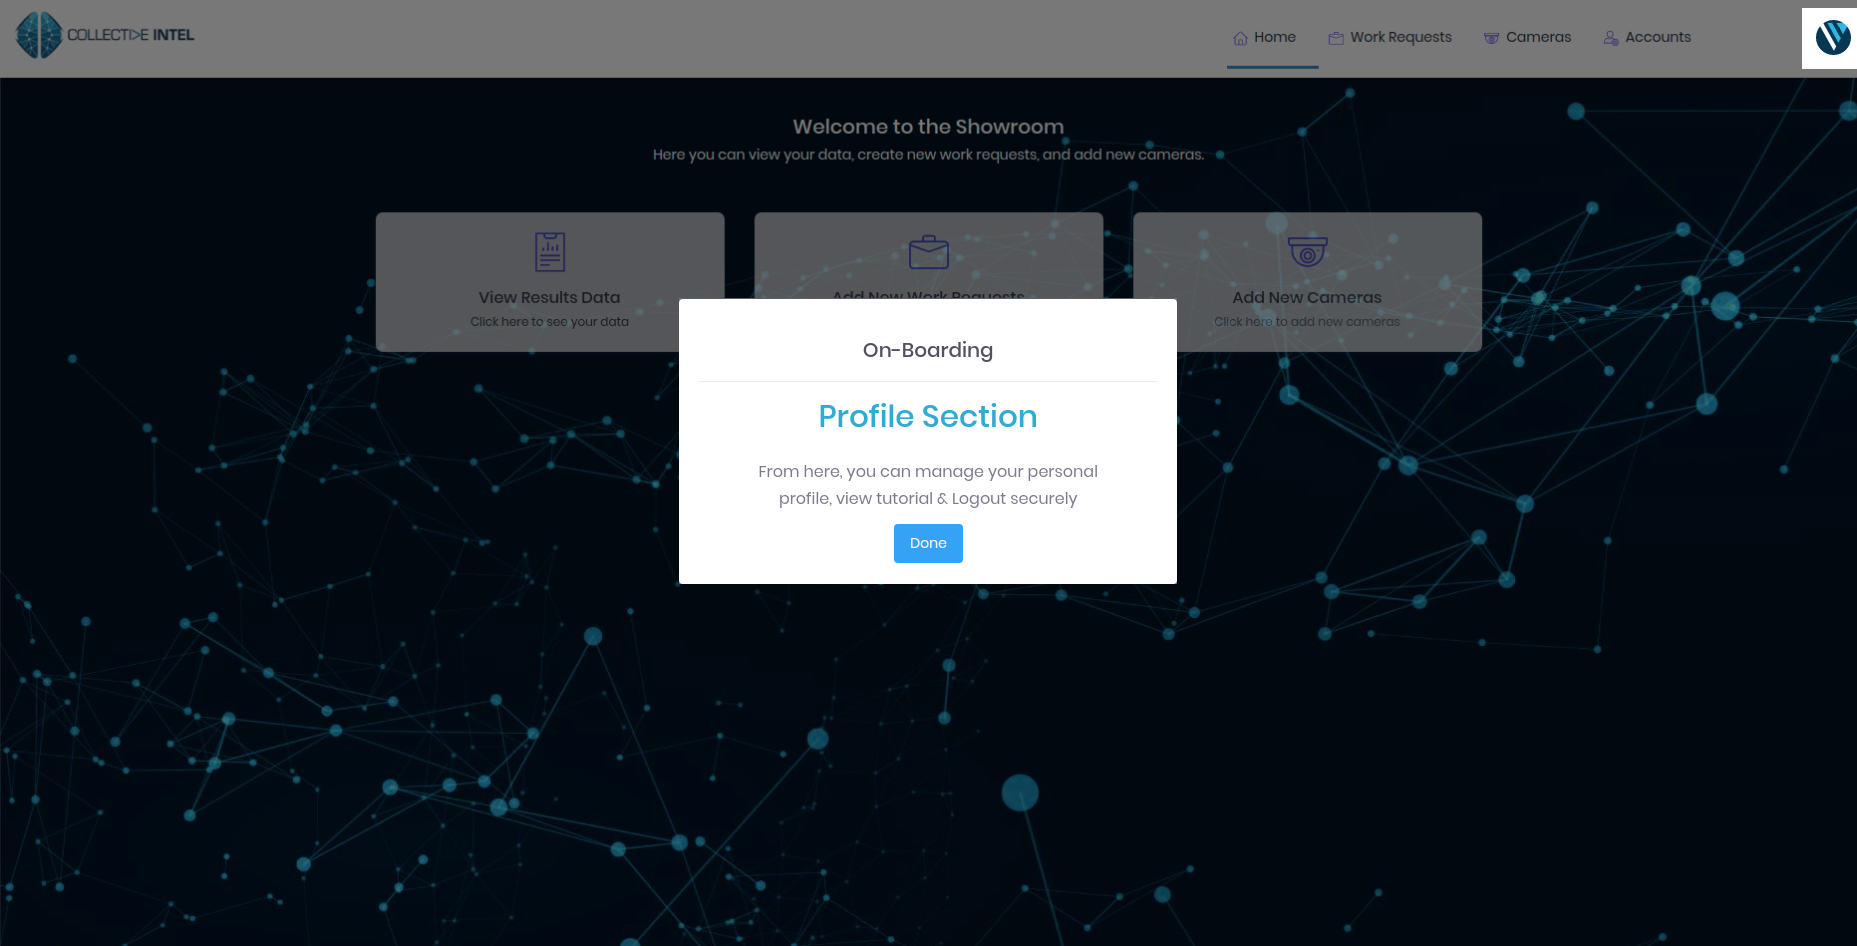 COLLECTIVE INTEL
Home
Work Requests
Cameras
Accounts
Welcome to the Showroom
Here you can view your data, create new work requests, and add new cameras.
View Results Data
Click here to see your data
Add New Work Requests
Add New Cameras
Click here to add new cameras
On-Boarding
Profile Section
From here, you can manage your personal
profile, view tutorial & Logout securely
Done